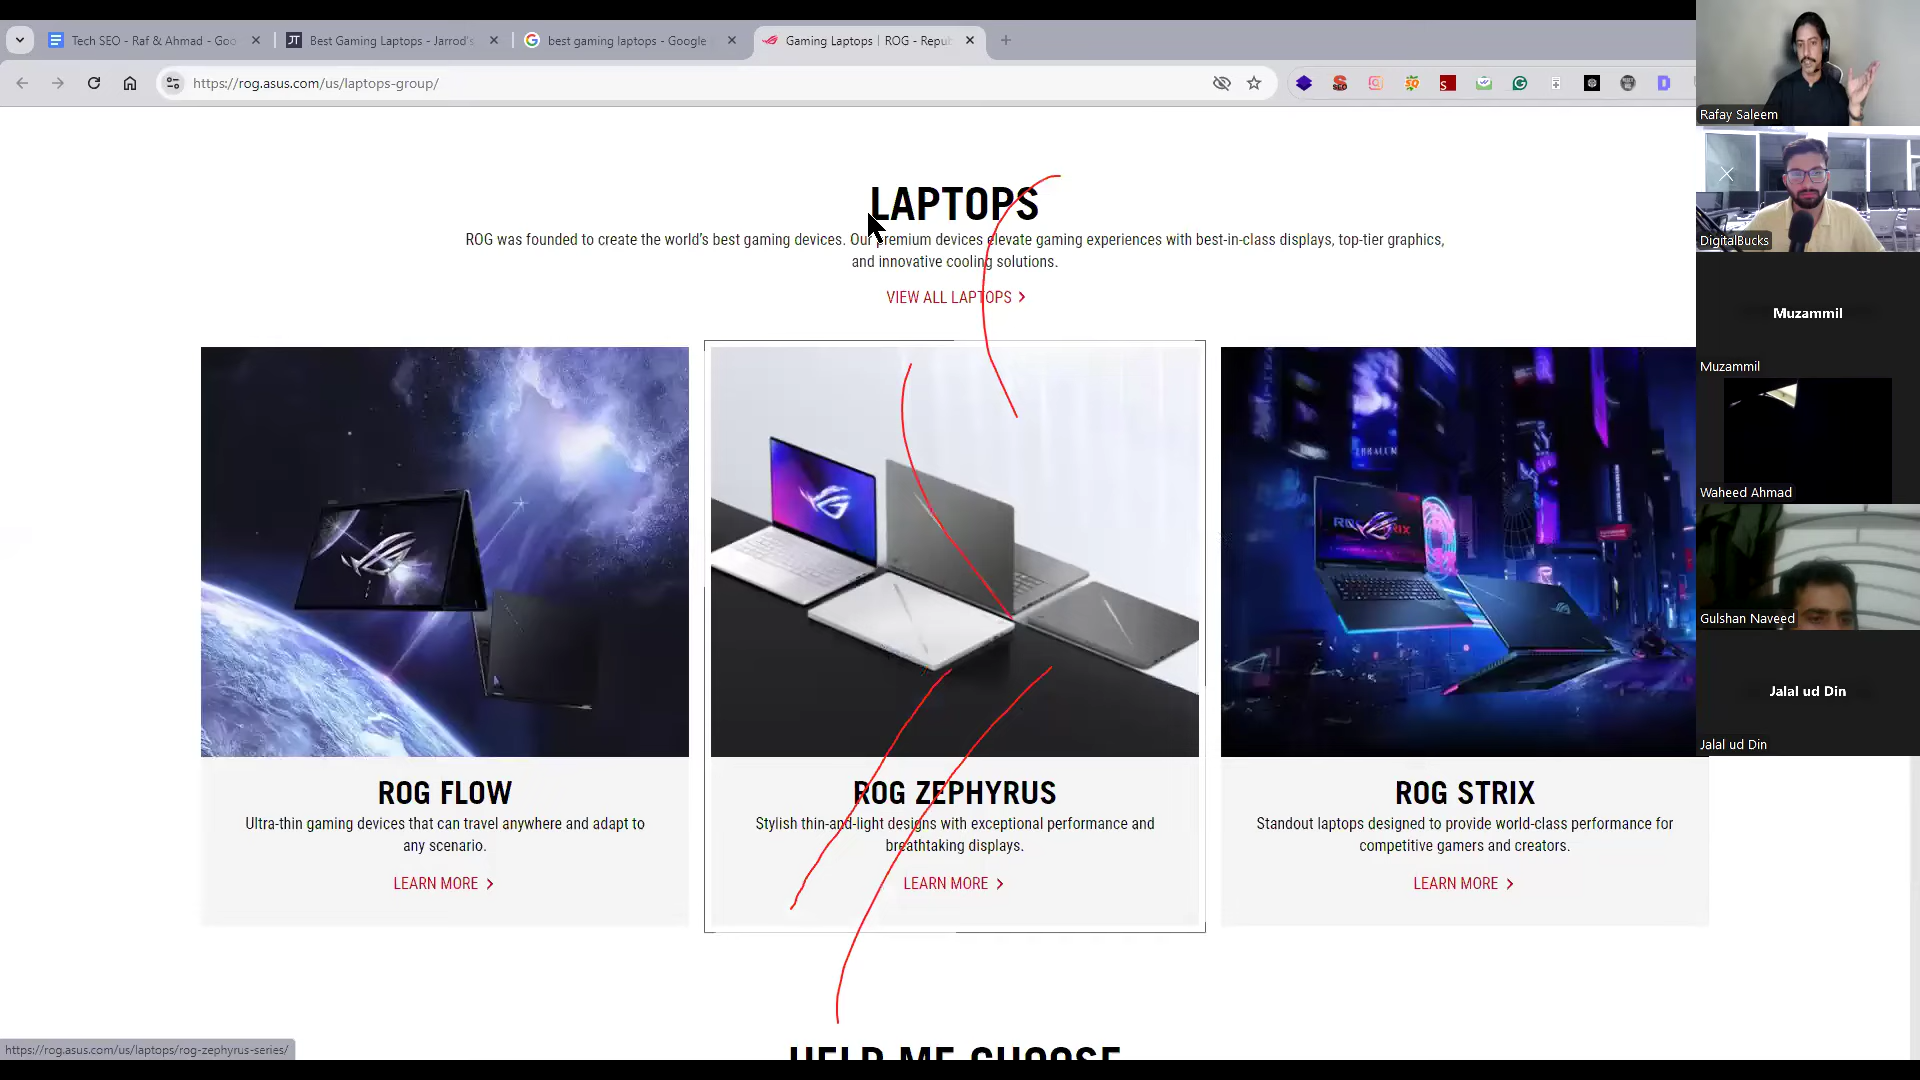 Tech SEO - Raf & Ahmad - Goo
Best Gaming Laptops - Jarrod's
best gaming laptops - Google
Gaming Laptops | ROG - Repub
https://rog.asus.com/us/laptops-group/
LAPTOPS
ROG was founded to create the world's best gaming devices. Our premium devices elevate gaming experiences with best-in-class displays, top-tier graphics,
and innovative cooling solutions.
VIEW ALL LAPTOPS
ROG FLOW
Ultra-thin gaming devices that can travel anywhere and adapt to
any scenario.
LEARN MORE
ROG ZEPHYRUS
Stylish thin-and-light designs with exceptional performance and
breathtaking displays.
LEARN MORE
ROG STRIX
Standout laptops designed to provide world-class performance for
competitive gamers and creators.
LEARN MORE
HELP ME CHOOSE
https://rog.asus.com/us/laptops/rog-zephyrus-series/
Rafay Saleem
DigitalBucks
Muzammil
Muzammil
Waheed Ahmad
Gulshan Naveed
Jalal ud Din
Jalal ud Din